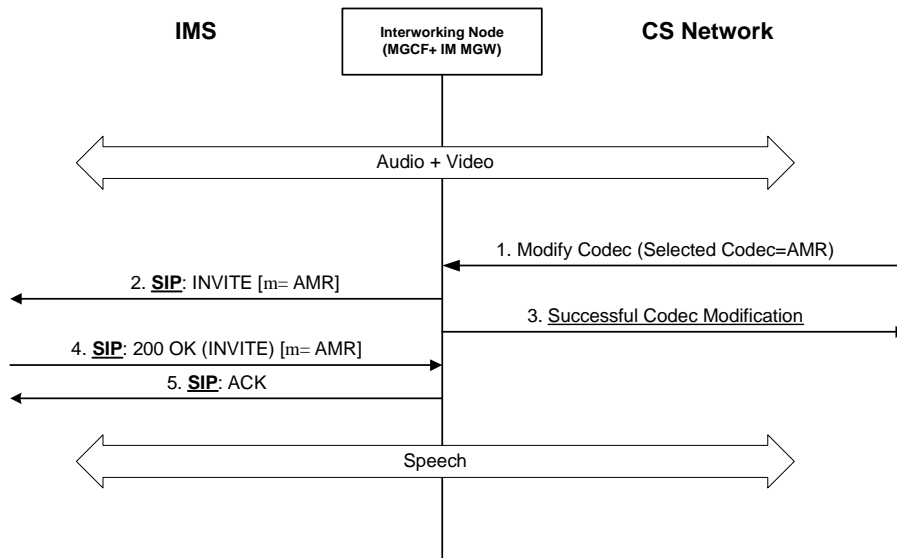 IMS
Interworking Node
(MGCF+ IM MGW)
CS Network
Audio + Video
1. Modify Codec (Selected Codec=AMR)
2. SIP: INVITE [m= AMR]
3. Successful Codec Modification
4. SIP: 200 OK (INVITE) [m= AMR]
5. SIP: ACK
Speech